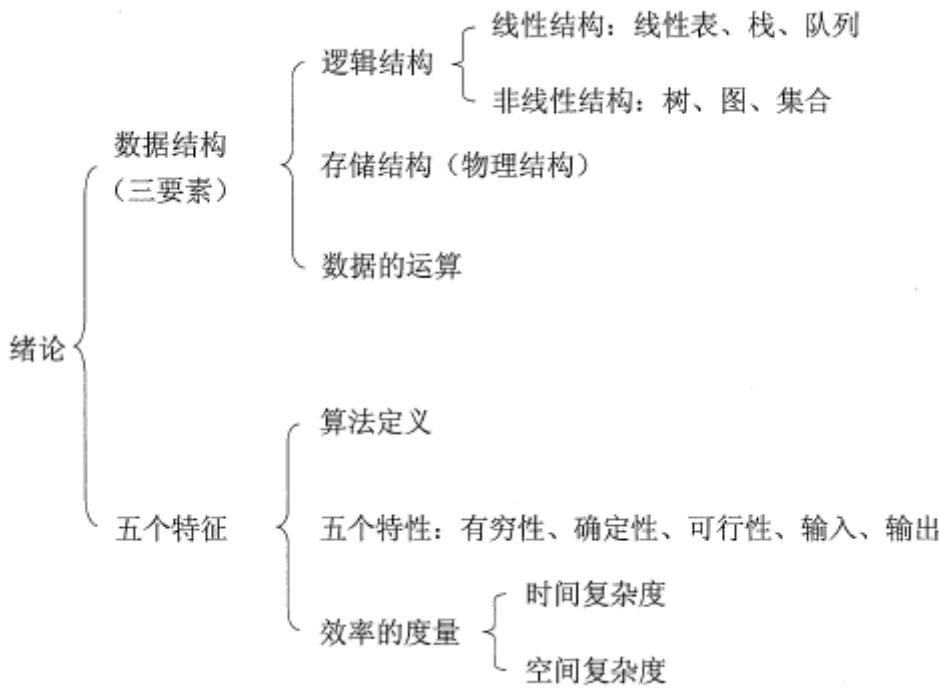 线性结构：线性表、栈、队列
逻辑结构
非线性结构：树、图、集合
数据结构
（三要素）
存储结构（物理结构）
数据的运算
绪论
算法定义
五个特征
五个特性：有穷性、确定性、可行性、输入、输出
时间复杂度
效率的度量
空间复杂度